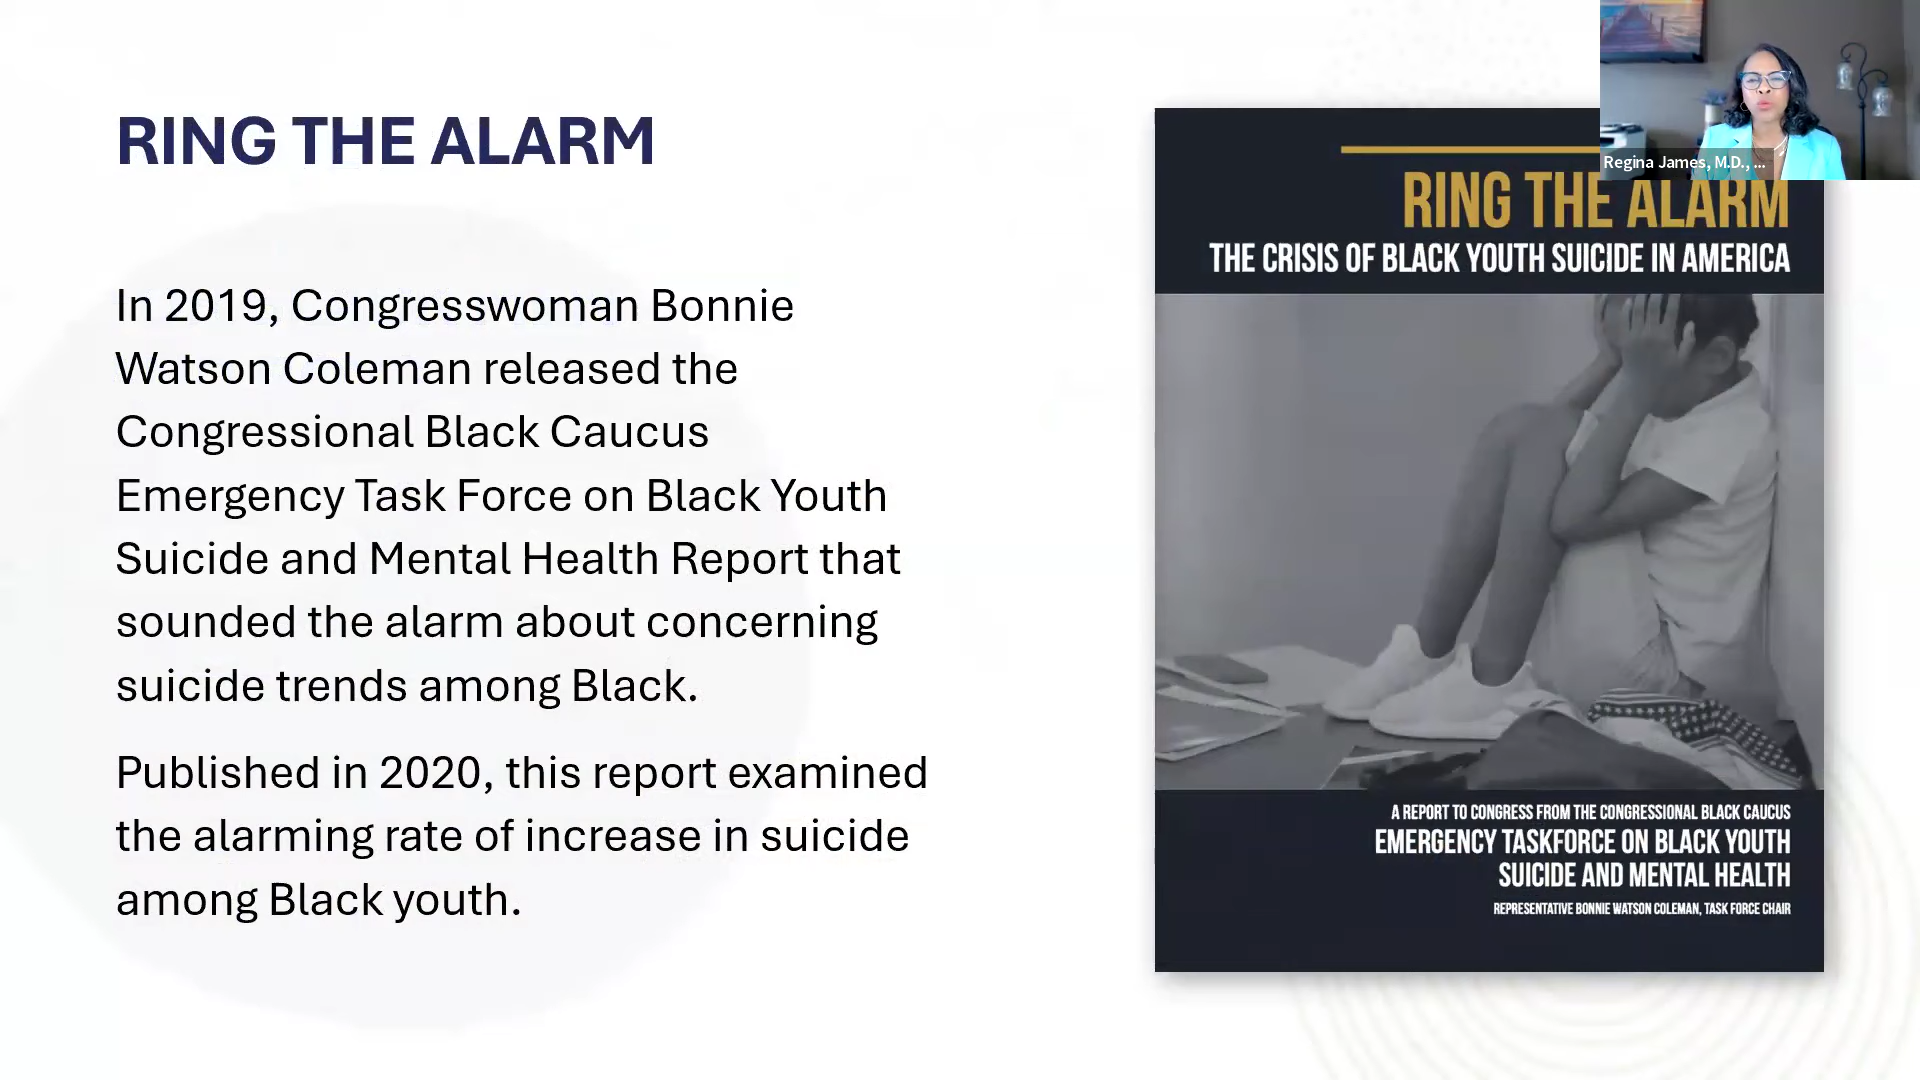 RING THE ALARM
In 2019, Congresswoman Bonnie
Watson Coleman released the
Congressional Black Caucus
Emergency Task Force on Black Youth
Suicide and Mental Health Report that
sounded the alarm about concerning
suicide trends among Black.
Published in 2020, this report examined
the alarming rate of increase in suicide
among Black youth.
Regina James, M.D., ...
RING THE ALARM
THE CRISIS OF BLACK YOUTH SUICIDE IN AMERICA
A REPORT TO CONGRESS FROM THE CONGRESSIONAL BLACK CAUCUS
EMERGENCY TASKFORCE ON BLACK YOUTH
SUICIDE AND MENTAL HEALTH
REPRESENTATIVE BONNIE WATSON COLEMAN, TASK FORCE CHAIR